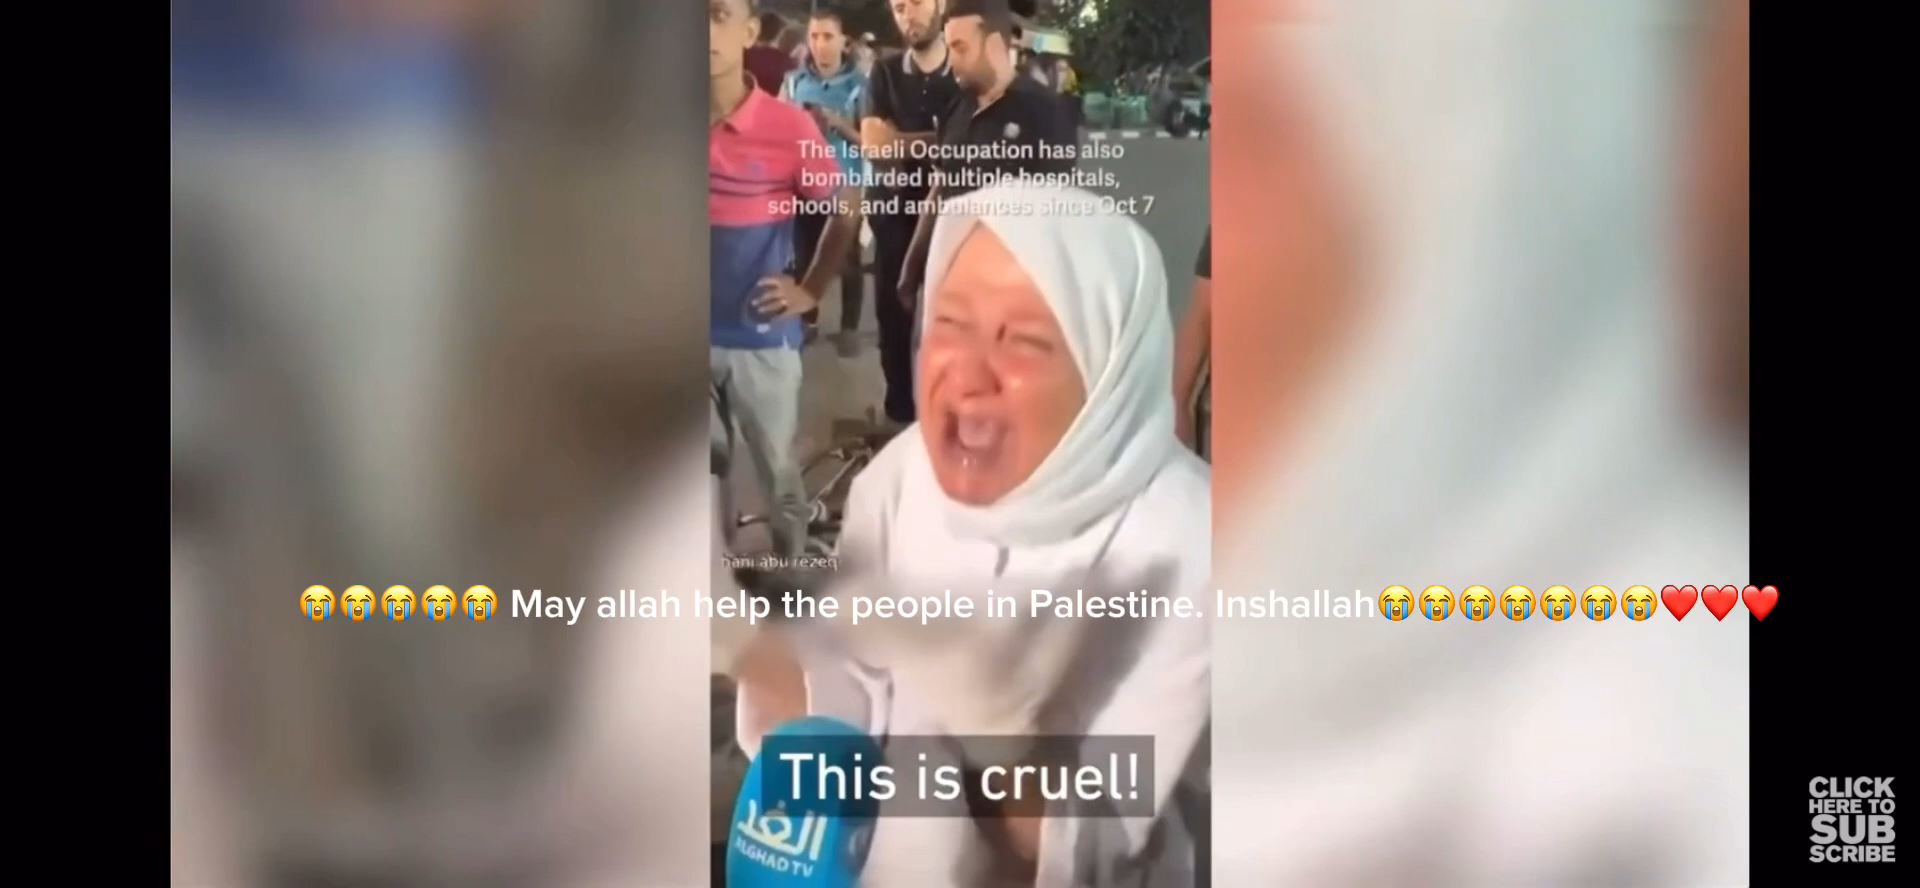 The Israeli Occupation has also
bombarded multiple hospitals,
schools, and ambulances since Oct 7
hani abu rezeq
😭😭😭😭😭 May allah help the people in Palestine. Inshallah😭😭😭😭😭😭😭❤️❤️❤️
This is cruel!
الغد
ALGHAD TV
CLICK
HERE TO
SUB
SCRIBE